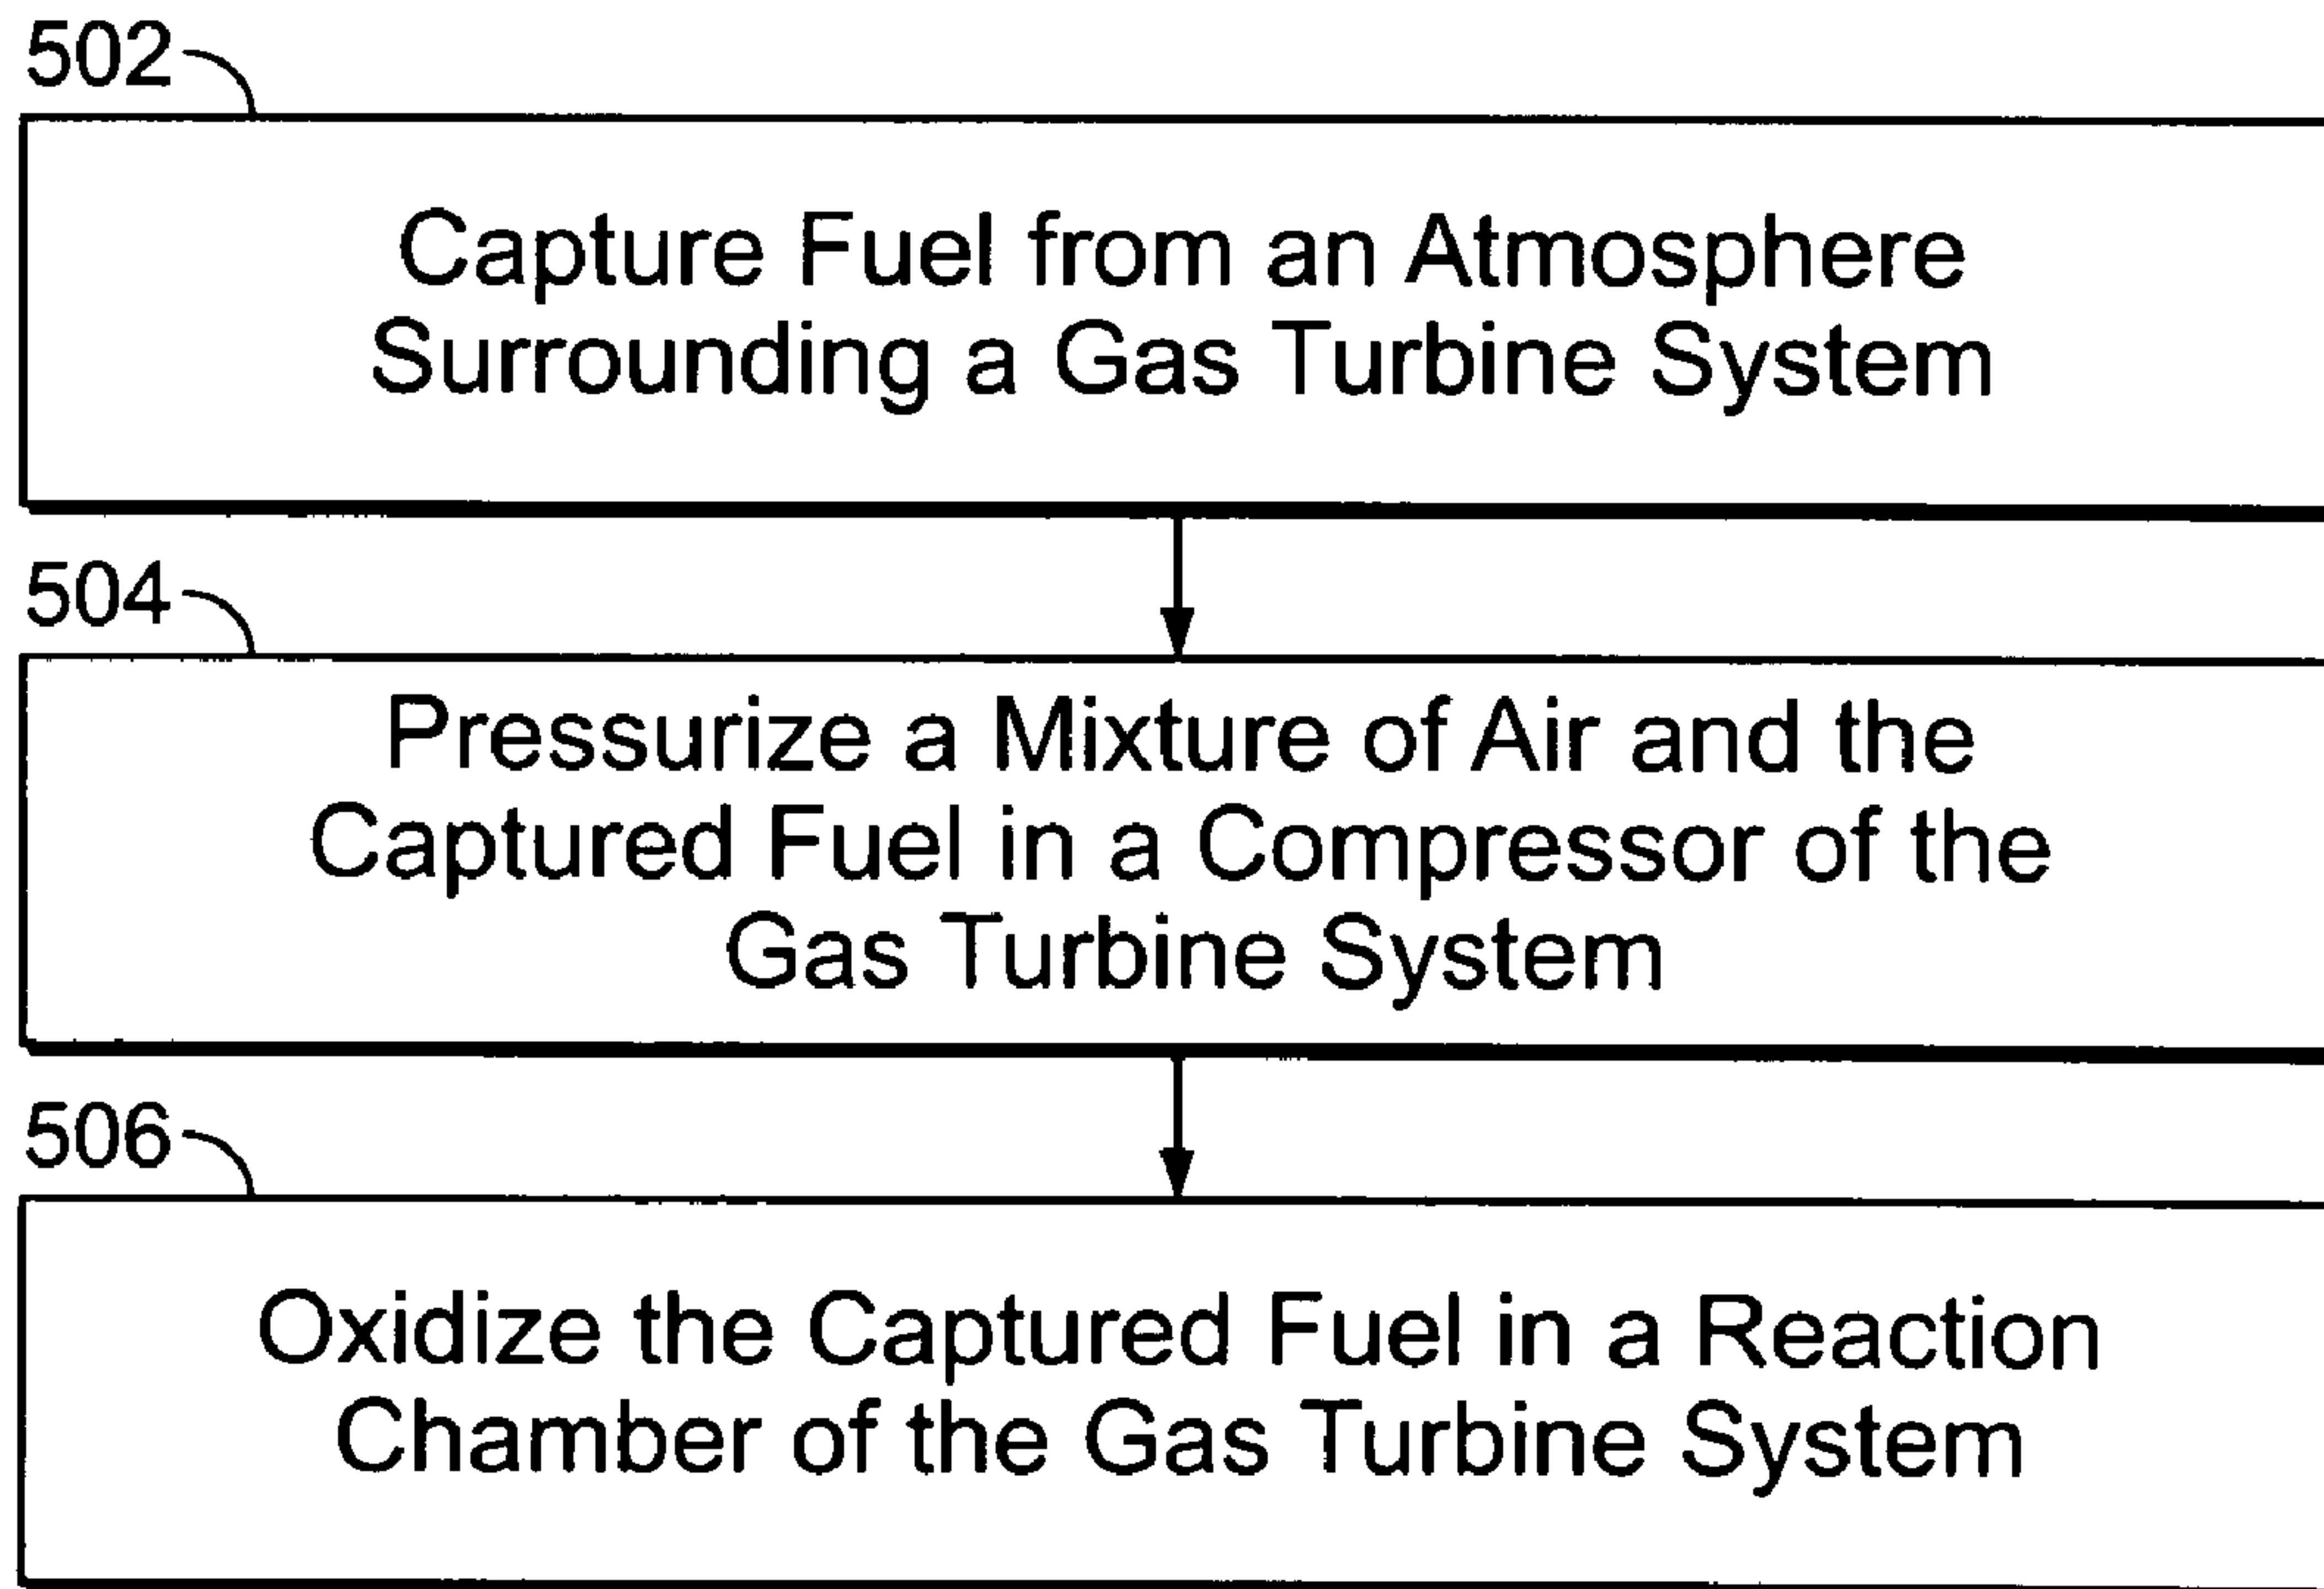 502
Capture Fuel from an Atmosphere
Surrounding a Gas Turbine System
504
Pressurize a Mixture of Air and the
Captured Fuel in a Compressor of the
Gas Turbine System
506
Oxidize the Captured Fuel in a Reaction
Chamber of the Gas Turbine System